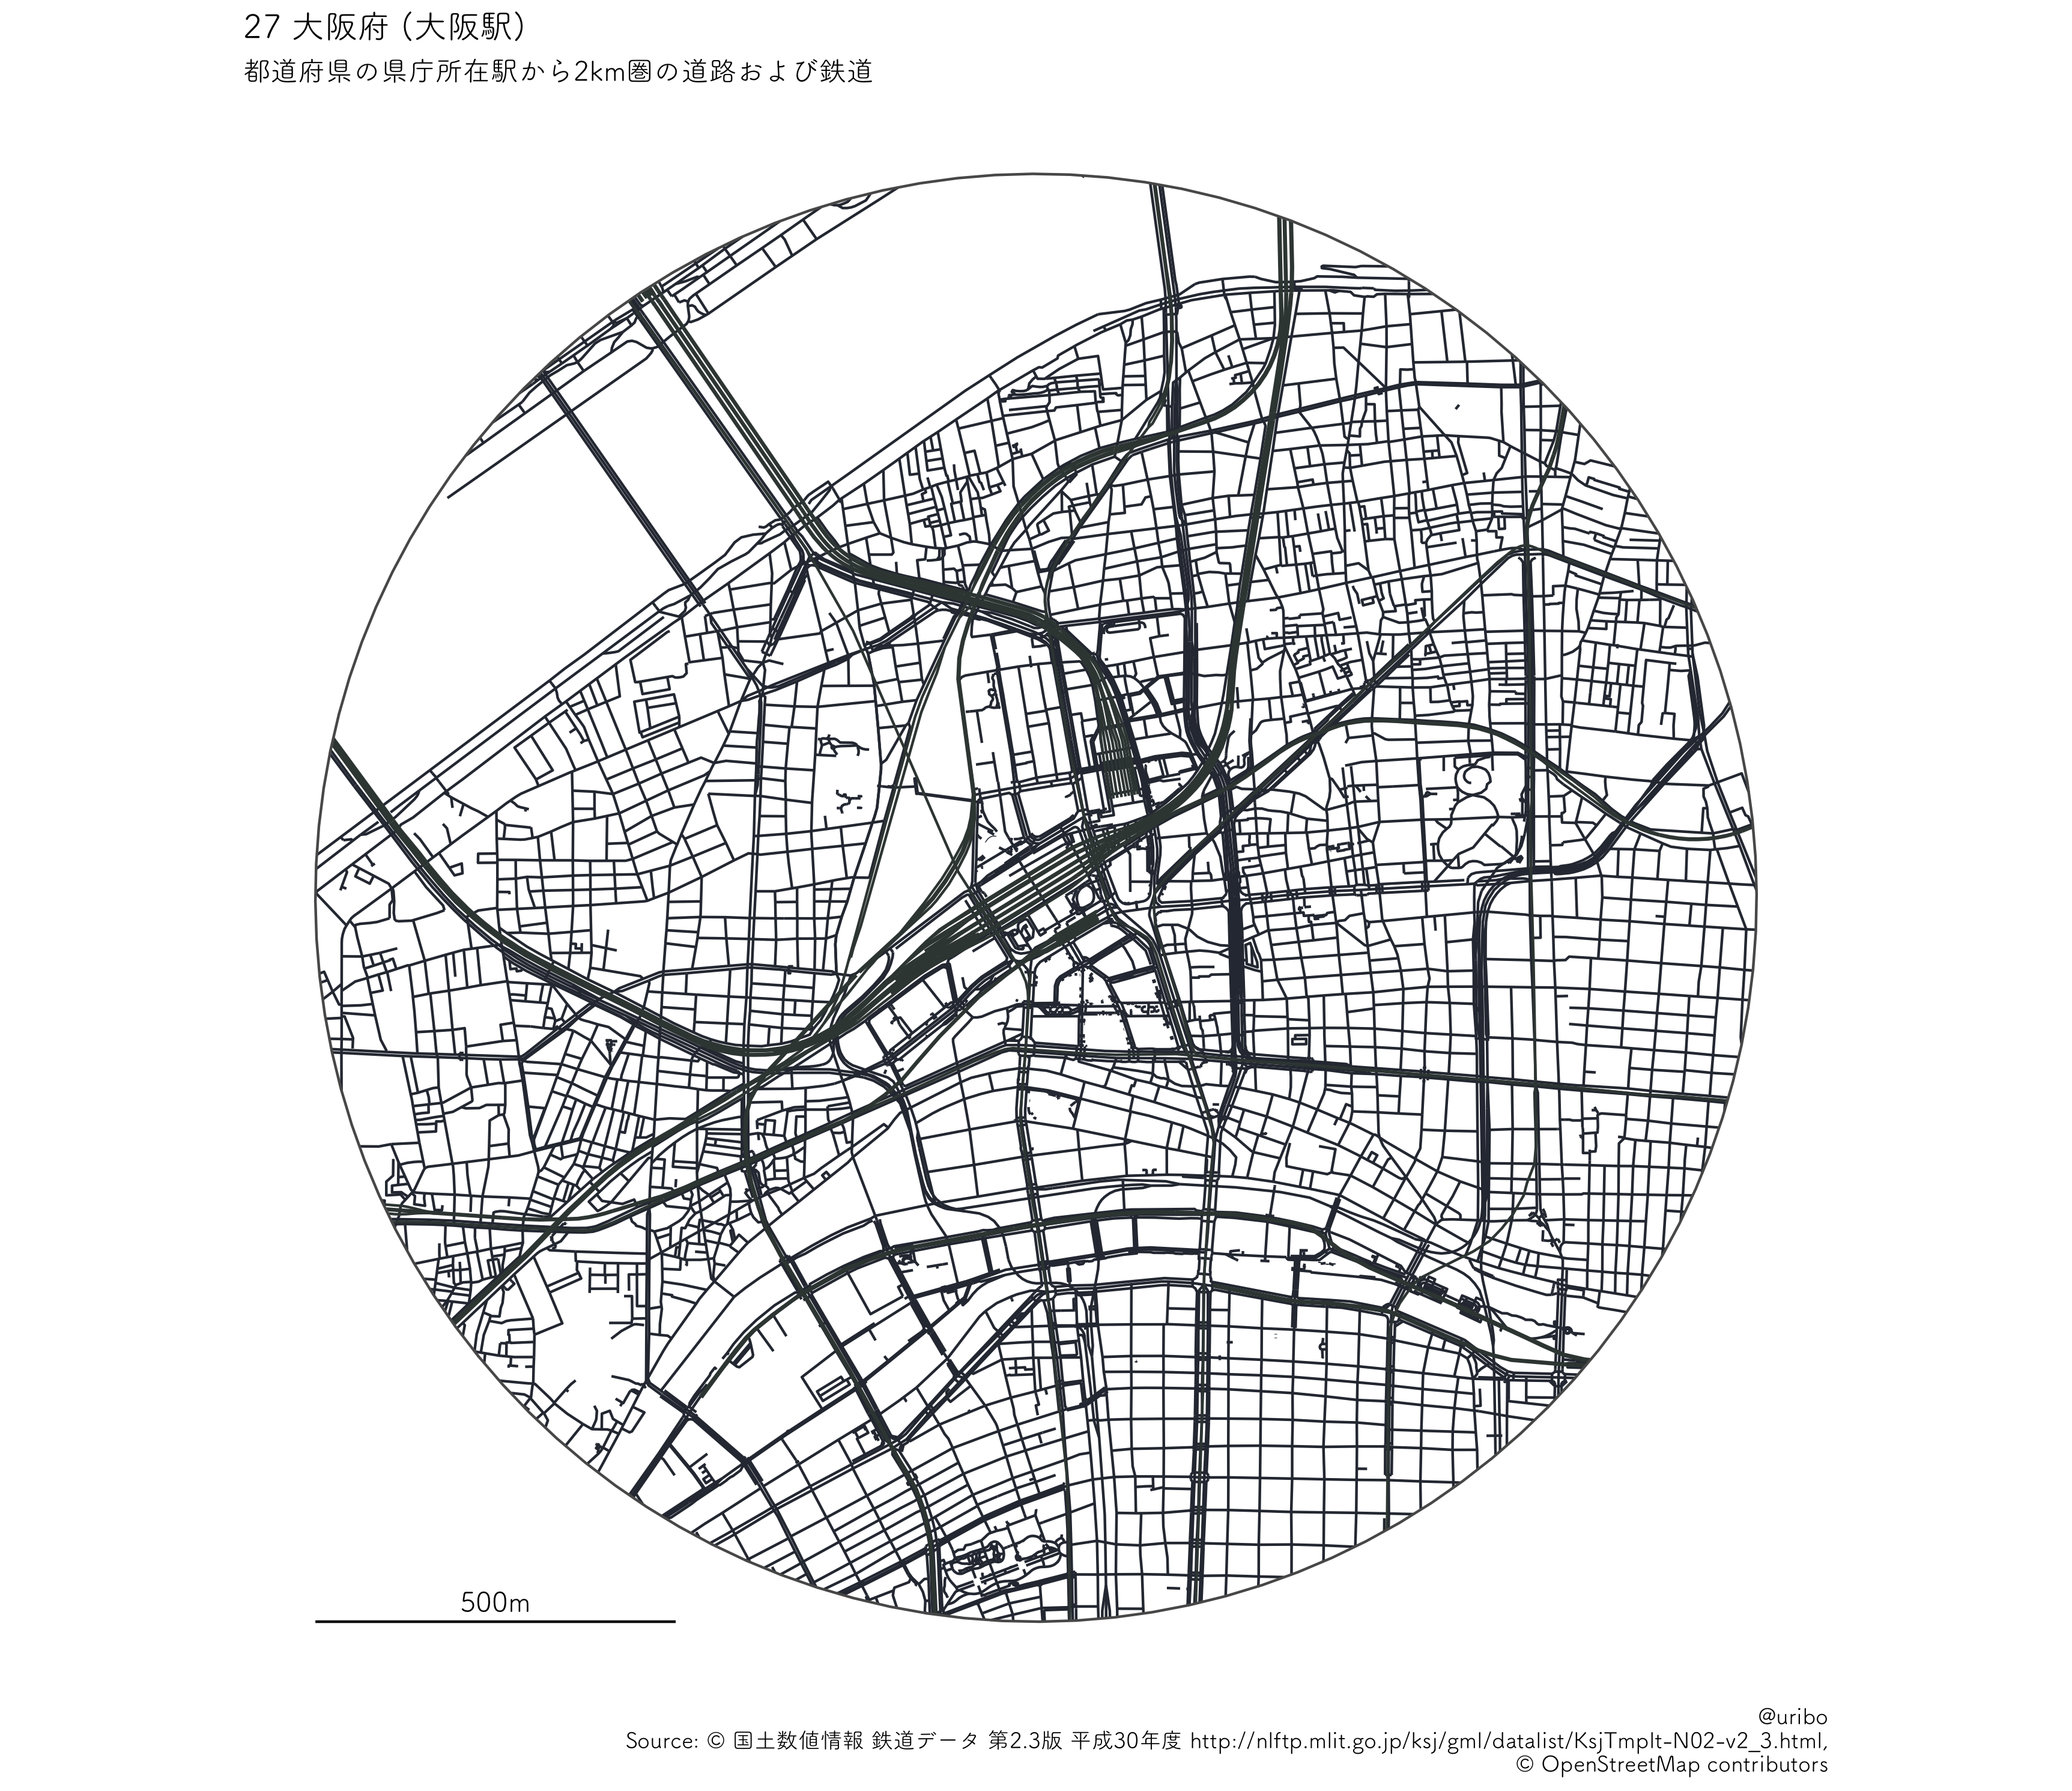 27 大阪府 (大阪駅)
都道府県の県庁所在駅から2km圏の道路および鉄道
500m
@uribo
Source: © 国土数値情報 鉄道データ 第2.3版 平成30年度 http://nlftp.mlit.go.jp/ksj/gml/datalist/KsjTmplt-N02-v2_3.html,
© OpenStreetMap contributors